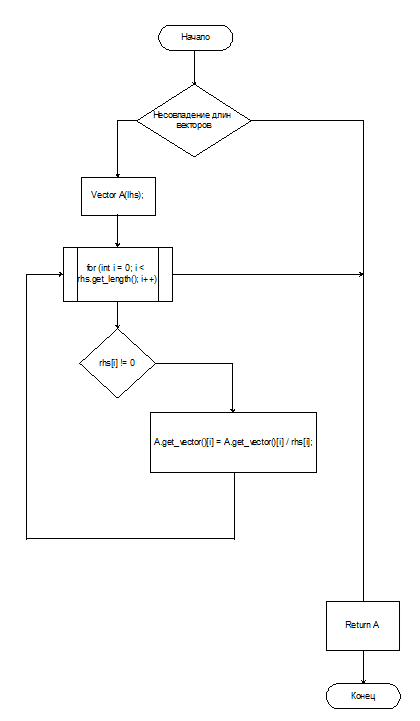 Начало
Несовпадение длин
векторов
Vector A(lhs);
for (int i = 0; i <
rhs.get_length(); i++)
rhs[i] != 0
A.get_vector()[i] = A.get_vector()[i] / rhs[i];
Return A
Конец